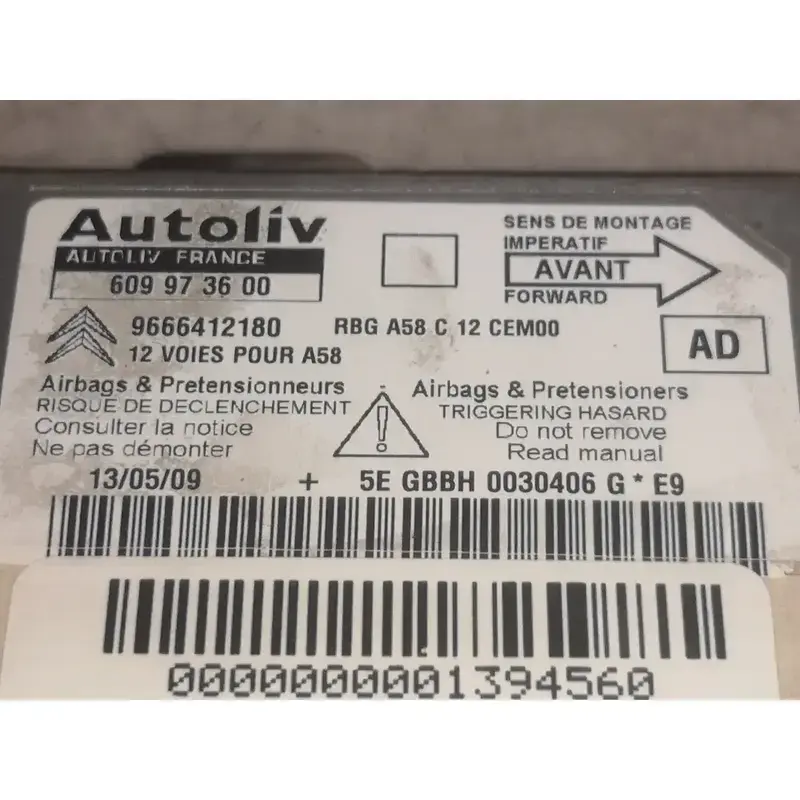 Autoliv
AUTOLIV FRANCE
609 97 36 00
SENS DE MONTAGE
IMPERATIF
AVANT
FORWARD
9666412180 RBG A58 C 12 CEM00
12 VOIES POUR A58
AD
Airbags & Pretensionneurs
RISQUE DE DECLENCHEMENT
Consulter la notice
Ne pas démonter
Airbags & Pretensioners
TRIGGERING HASARD
Do not remove
Read manual
13/05/09 + 5E GBBH 0030406 G * E9
0000000001394560